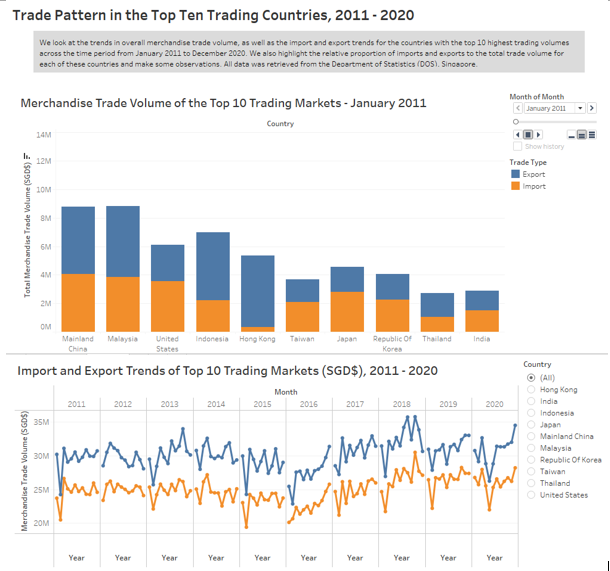 Trade Pattern in the Top Ten Trading Countries, 2011 - 2020
We look at the trends in overall merchandise trade volume, as well as the import and export trends for the countries with the top 10 highest trading volumes
across the time period from January 2011 to December 2020. We also highlight the relative proportion of imports and exports to the total trade volume for
each of these countries and make some observations. All data was retrieved from the Department of Statistics (DOS), Singapore.
Merchandise Trade Volume of the Top 10 Trading Markets - January 2011
Month of Month
January 2011
Show history
Trade Type
Export
Import
Country
Total Merchandise Trade Volume (SGD$)
14M
12M
10M
8M
6M
4M
2M
0M
Mainland China
Malaysia
United States
Indonesia
Hong Kong
Taiwan
Japan
Republic Of Korea
Thailand
India
Import and Export Trends of Top 10 Trading Markets (SGD$), 2011 - 2020
Month
2011 2012 2013 2014 2015 2016 2017 2018 2019 2020
Merchandise Trade Volume (SGD$)
35M
30M
25M
20M
Year Year Year Year Year Year Year Year Year Year
Country
(All)
Hong Kong
India
Indonesia
Japan
Mainland China
Malaysia
Republic Of Korea
Taiwan
Thailand
United States